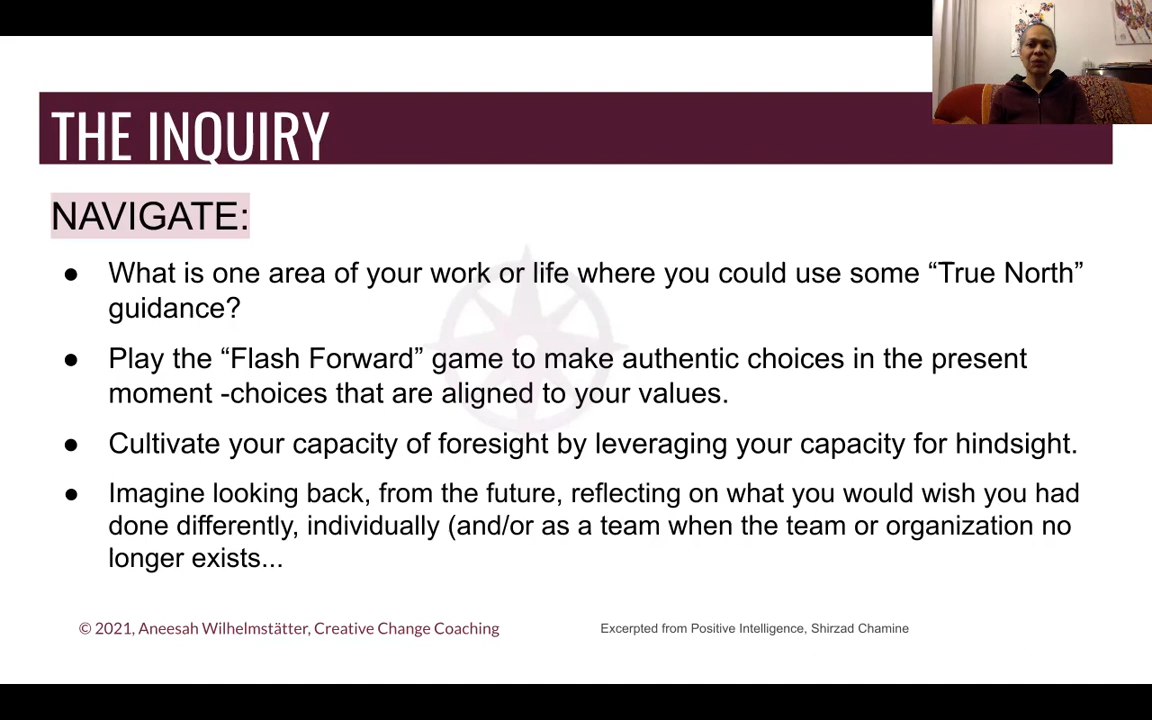 THE INQUIRY
NAVIGATE:
● What is one area of your work or life where you could use some “True North”
guidance?
● Play the “Flash Forward” game to make authentic choices in the present
moment -choices that are aligned to your values.
● Cultivate your capacity of foresight by leveraging your capacity for hindsight.
● Imagine looking back, from the future, reflecting on what you would wish you had
done differently, individually (and/or as a team when the team or organization no
longer exists...
© 2021, Aneesah Wilhelmstätter, Creative Change Coaching
Excerpted from Positive Intelligence, Shirzad Chamine